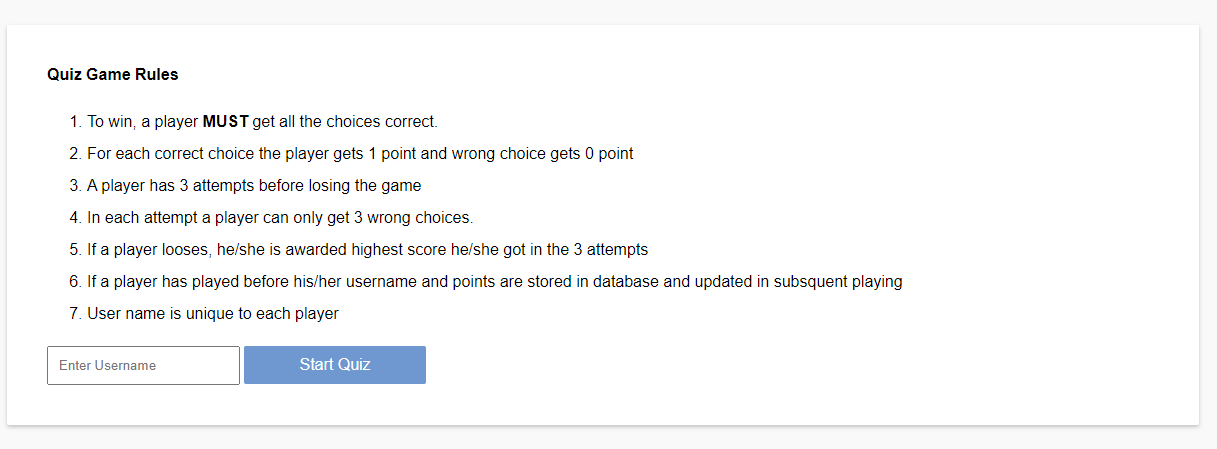 Quiz Game Rules
1. To win, a player MUST get all the choices correct.
2. For each correct choice the player gets 1 point and wrong choice gets 0 point
3. A player has 3 attempts before losing the game
4. In each attempt a player can only get 3 wrong choices.
5. If a player looses, he/she is awarded highest score he/she got in the 3 attempts
6. If a player has played before his/her username and points are stored in database and updated in subsquent playing
7. User name is unique to each player
Enter Username Start Quiz